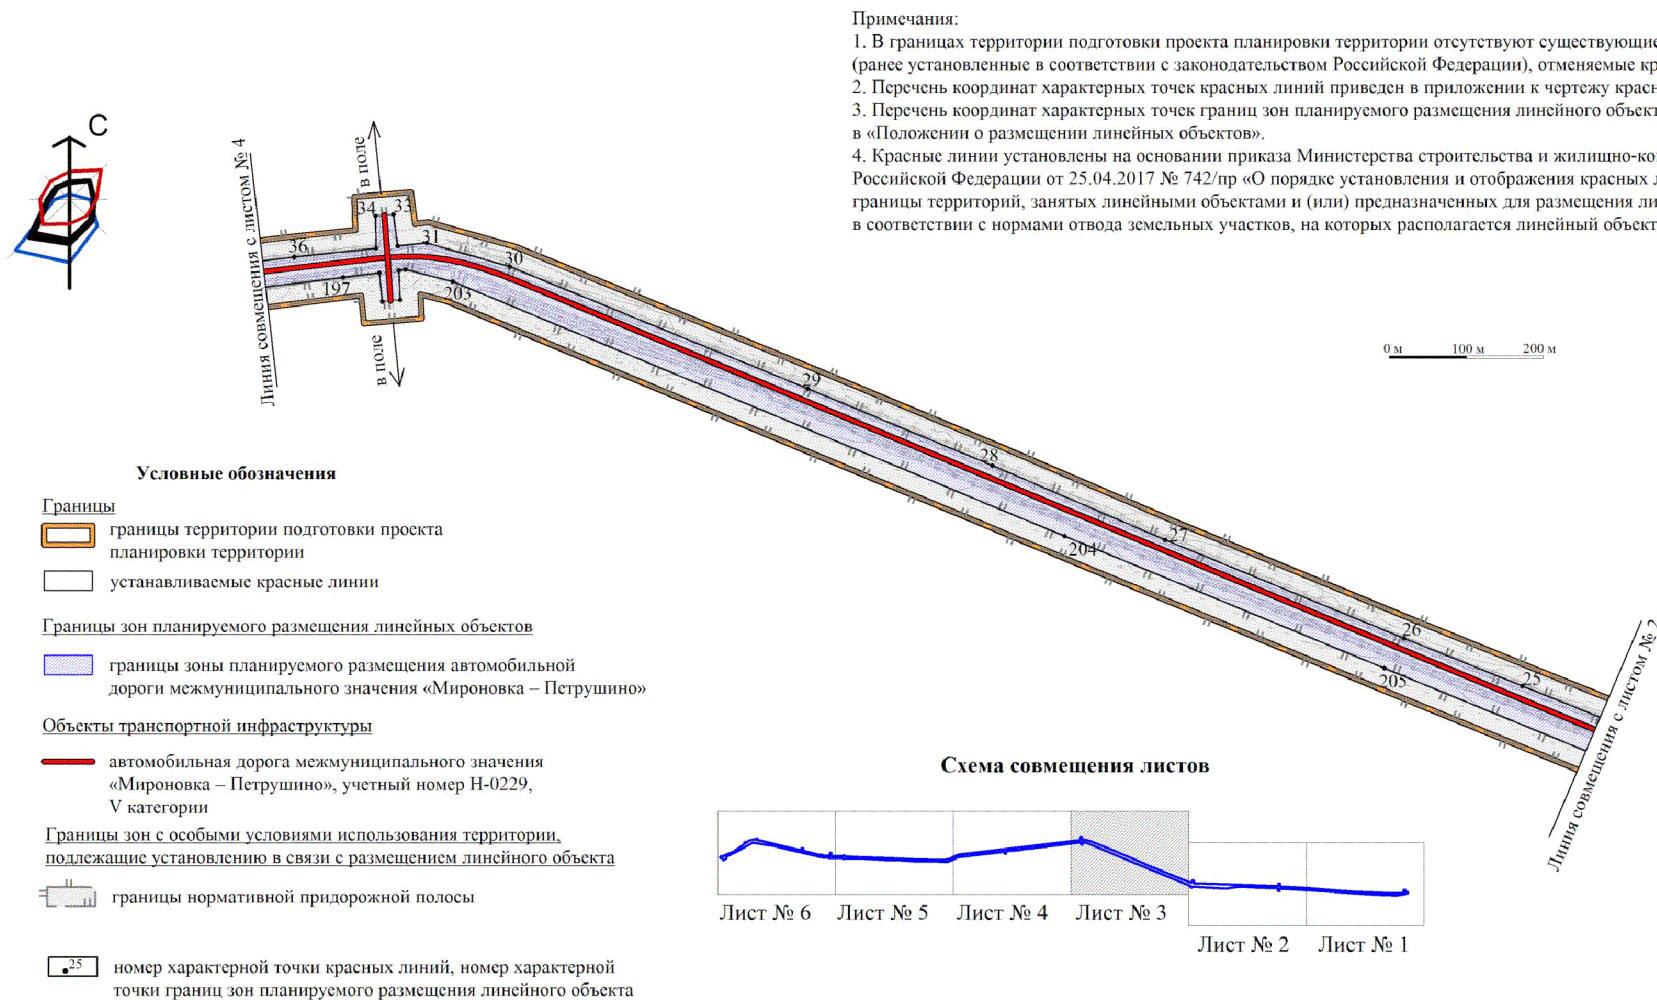 Примечания:
1. В границах территории подготовки проекта планировки территории отсутствуют существующие
(ранее установленные в соответствии с законодательством Российской Федерации), отменяемые кр
2. Перечень координат характерных точек красных линий приведен в приложении к чертежу красн
3. Перечень координат характерных точек границ зон планируемого размещения линейного объект
в «Положении о размещении линейных объектов».
4. Красные линии установлены на основании приказа Министерства строительства и жилищно-ком
Российской Федерации от 25.04.2017 № 742/пр «О порядке установления и отображения красных л
границы территорий, занятых линейными объектами и (или) предназначенных для размещения ли
в соответствии с нормами отвода земельных участков, на которых располагается линейный объект
С
Линия совмещения с листом № 4
в поле
34
33
36
31
30
197
203
в поле
0 м 100 м 200 м
29
28
27
204
26
25
205
Линия совмещения с листом № 2
Условные обозначения
Границы
границы территории подготовки проекта
планировки территории
устанавливаемые красные линии
Границы зон планируемого размещения линейных объектов
границы зоны планируемого размещения автомобильной
дороги межмуниципального значения «Мироновка – Петрушино»
Объекты транспортной инфраструктуры
автомобильная дорога межмуниципального значения
«Мироновка – Петрушино», учетный номер Н-0229,
V категории
Границы зон с особыми условиями использования территории,
подлежащие установлению в связи с размещением линейного объекта
границы нормативной придорожной полосы
25
номер характерной точки красных линий, номер характерной
точки границ зон планируемого размещения линейного объекта
Схема совмещения листов
Лист № 6 Лист № 5 Лист № 4 Лист № 3
Лист № 2 Лист № 1